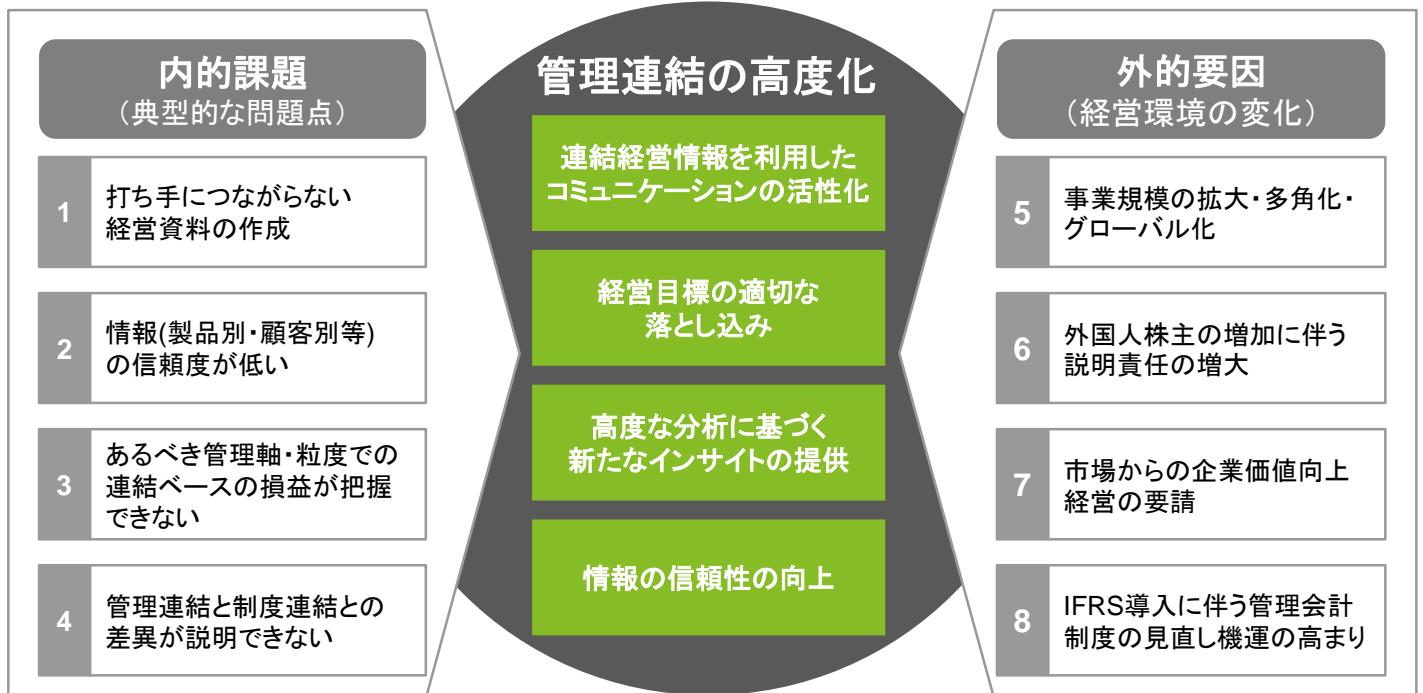 内的課題
（典型的な問題点）
1
打ち手につながらない
経営資料の作成
2
情報(製品別・顧客別等)
の信頼度が低い
3
あるべき管理軸・粒度での
連結ベースの損益が把握
できない
4
管理連結と制度連結との
差異が説明できない
管理連結の高度化
連結経営情報を利用した
コミュニケーションの活性化
経営目標の適切な
落とし込み
高度な分析に基づく
新たなインサイトの提供
情報の信頼性の向上
外的要因
（経営環境の変化）
5
事業規模の拡大・多角化・
グローバル化
6
外国人株主の増加に伴う
説明責任の増大
7
市場からの企業価値向上
経営の要請
8
IFRS導入に伴う管理会計
制度の見直し機運の高まり